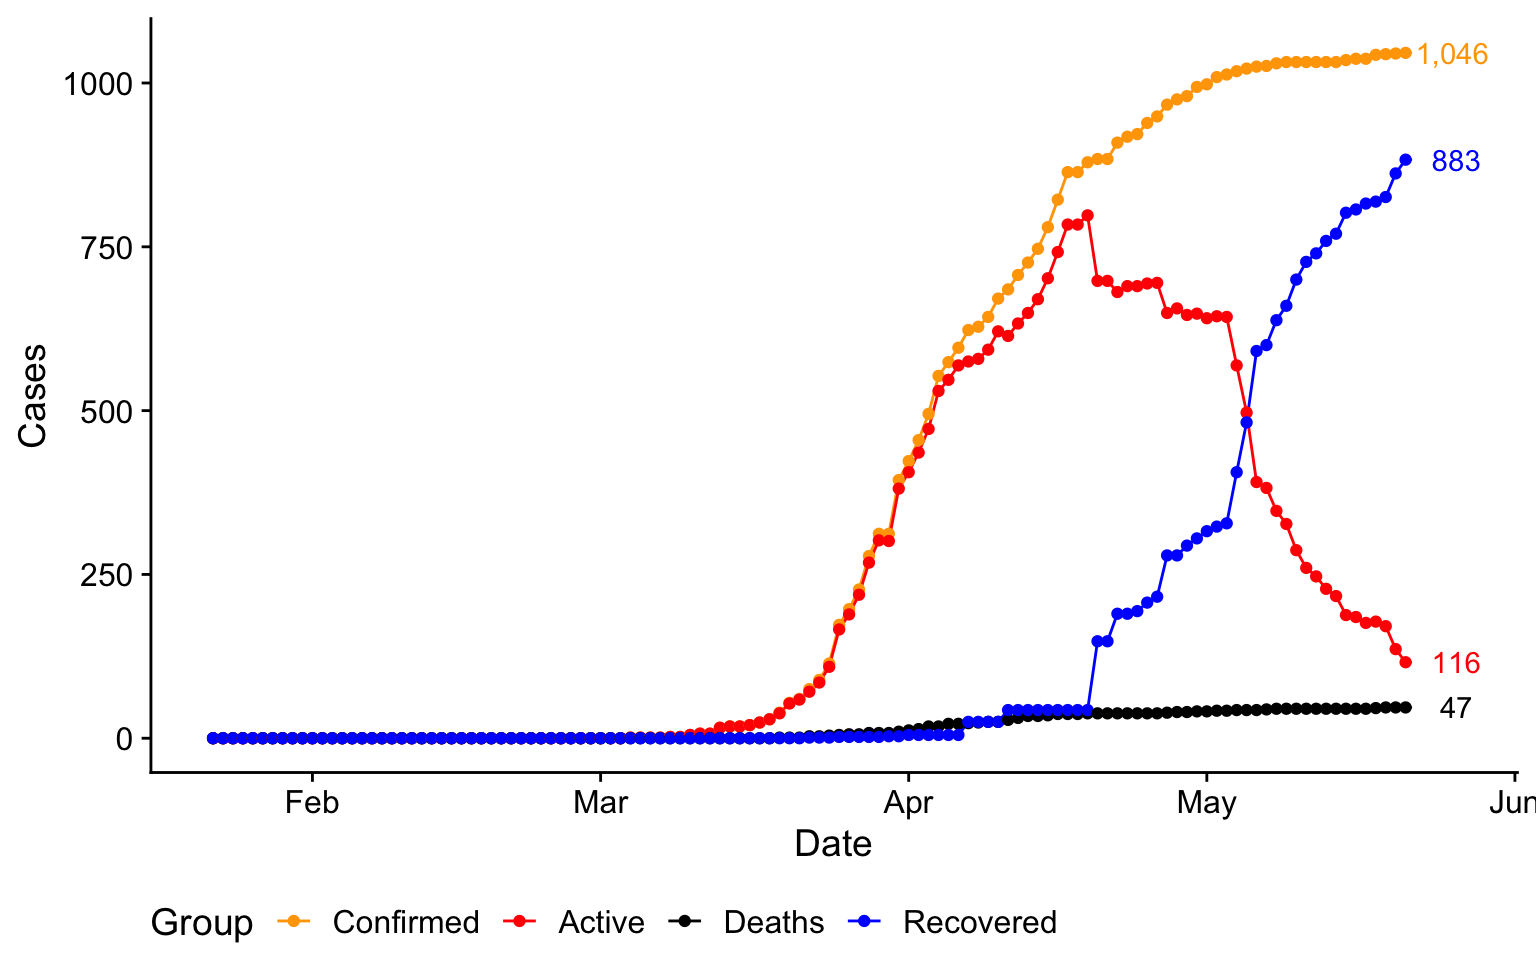 1,046
1000
883
750
Cases
500
250
116
47
0
Feb Mar Apr May Jun
Date
Group Confirmed Active Deaths Recovered